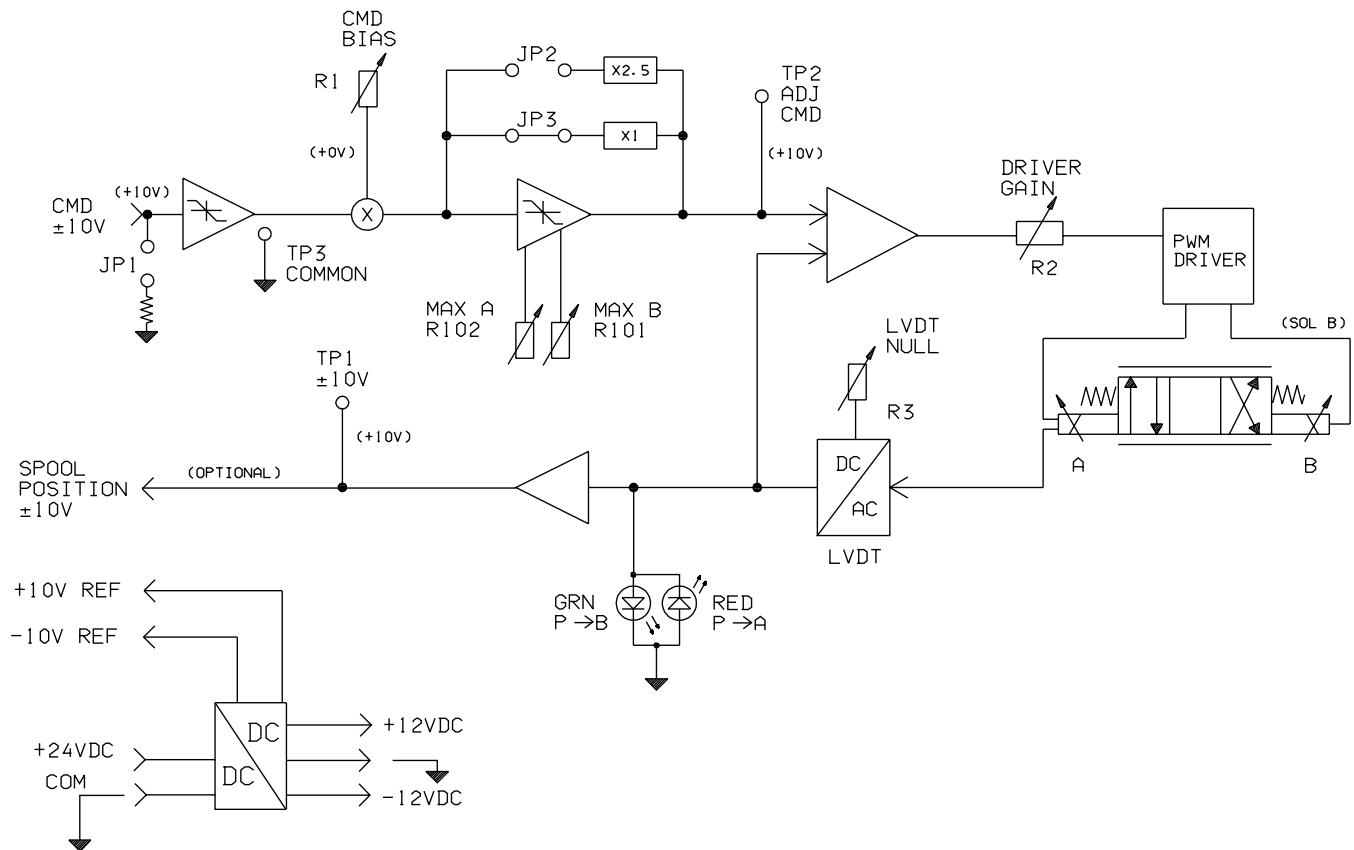 CMD
BIAS
R1
(+0V)
JP2
X2.5
JP3
X1
TP2
ADJ
CMD
(+10V)
CMD
±10V
(+10V)
JP1
TP3
COMMON
X
MAX A
R102
MAX B
R101
DRIVER
GAIN
R2
PWM
DRIVER
(SOL B)
A
B
LVDT
NULL
R3
DC
AC
LVDT
TP1
±10V
(+10V)
SPOOL
POSITION
±10V
(OPTIONAL)
GRN
P→B
RED
P→A
+10V REF
-10V REF
+24VDC
COM
DC
DC
+12VDC
-12VDC